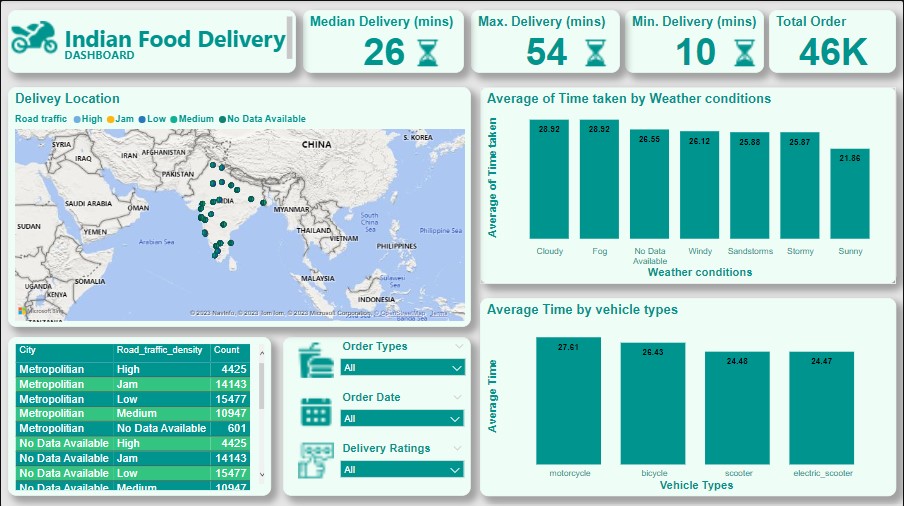 Indian Food Delivery
DASHBOARD
Median Delivery (mins)
26
Max. Delivery (mins)
54
Min. Delivery (mins)
10
Total Order
46K
Delivey Location
Road traffic High Jam Low Medium No Data Available
SYRIA
IRAQ
IRAN
AFGHANISTAN
PAKISTAN
CHINA
S. KOREA
SAUDI ARABIA
OMAN
SUDAN
YEMEN
MYANMAR
THAILAND
VIETNAM
South
China
Sea
PHILIPPINES
Philippine Sea
Arabian Sea
SOMALIA
UGANDA
KENYA
MALAYSIA
INDONESIA
Banda Sea
Microsoft Bing
© 2023 NavInfo, © 2023 TomTom, © 2023 Microsoft Corporation, © OpenStreetMap Terms
Average of Time taken by Weather conditions
Average of Time taken
28.92
28.92
26.55
26.12
25.88
25.87
21.86
Cloudy
Fog
No Data
Available
Windy
Sandstorms
Stormy
Sunny
Weather conditions
City Road_traffic_density Count
Metropolitian High 4425
Metropolitian Jam 14143
Metropolitian Low 15477
Metropolitian Medium 10947
Metropolitian No Data Available 601
No Data Available High 4425
No Data Available Jam 14143
No Data Available Low 15477
No Data Available Medium 10947
Order Types
All
Order Date
All
Delivery Ratings
All
Average Time by vehicle types
Average Time
27.61
26.43
24.48
24.47
motorcycle
bicycle
scooter
electric_scooter
Vehicle Types